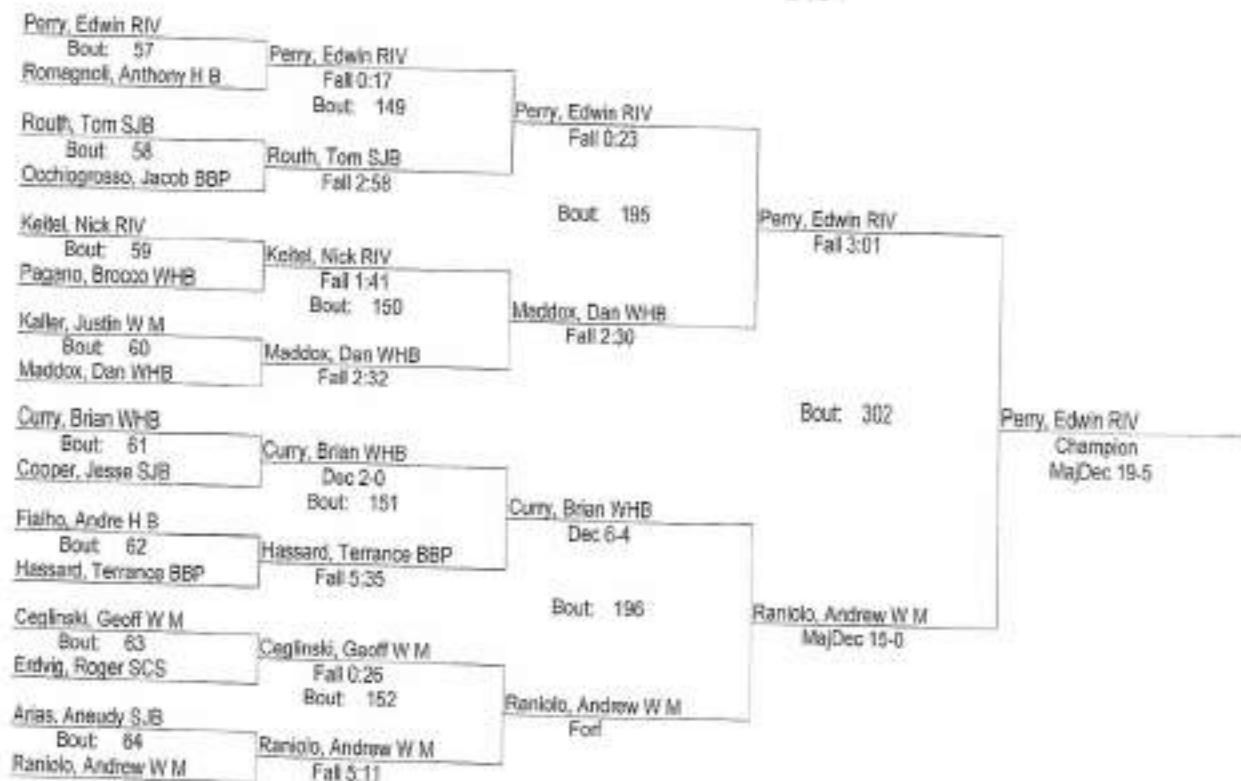 Perry, Edwin RIV
Bout: 57
Romagnoli, Anthony H B
Routh, Tom SJB
Bout: 58
Occhiogrosso, Jacob BBP
Keitel, Nick RIV
Bout: 59
Pagano, Brocco WHB
Kaller, Justin W M
Bout: 60
Maddox, Dan WHB
Curry, Brian WHB
Bout: 61
Cooper, Jesse SJB
Fialho, Andre H B
Bout: 62
Hassard, Terrance BBP
Ceglinski, Geoff W M
Bout: 63
Erdvig, Roger SCS
Arias, Aneudy SJB
Bout: 64
Raniolo, Andrew W M
Perry, Edwin RIV
Fall 0:17
Bout: 149
Routh, Tom SJB
Fall 2:58
Keitel, Nick RIV
Fall 1:41
Bout: 150
Maddox, Dan WHB
Fall 2:32
Curry, Brian WHB
Dec 2-0
Bout: 151
Hassard, Terrance BBP
Fall 5:35
Ceglinski, Geoff W M
Fall 0:26
Bout: 152
Raniolo, Andrew W M
Fall 5:11
Perry, Edwin RIV
Fall 0:23
Bout: 195
Maddox, Dan WHB
Fall 2:30
Curry, Brian WHB
Dec 6-4
Bout: 196
Raniolo, Andrew W M
Forf
Perry, Edwin RIV
Fall 3:01
Bout: 302
Raniolo, Andrew W M
MajDec 15-0
Perry, Edwin RIV
Champion
MajDec 19-5